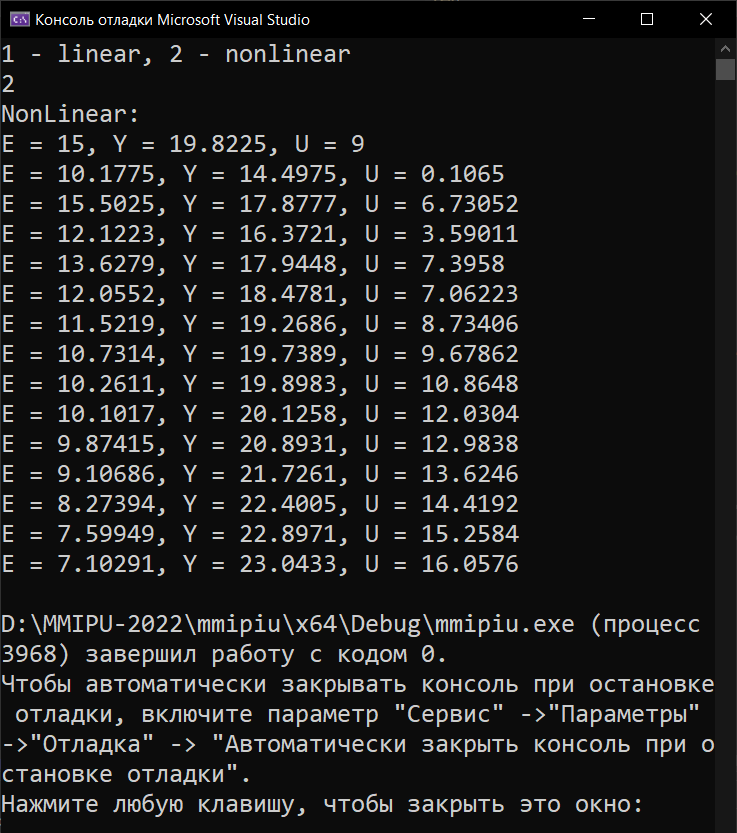 Консоль отладки Microsoft Visual Studio
1 - linear, 2 - nonlinear
2
NonLinear:
E = 15, Y = 19.8225, U = 9
E = 10.1775, Y = 14.4975, U = 0.1065
E = 15.5025, Y = 17.8777, U = 6.73052
E = 12.1223, Y = 16.3721, U = 3.59011
E = 13.6279, Y = 17.9448, U = 7.3958
E = 12.0552, Y = 18.4781, U = 7.06223
E = 11.5219, Y = 19.2686, U = 8.73406
E = 10.7314, Y = 19.7389, U = 9.67862
E = 10.2611, Y = 19.8983, U = 10.8648
E = 10.1017, Y = 20.1258, U = 12.0304
E = 9.87415, Y = 20.8931, U = 12.9838
E = 9.10686, Y = 21.7261, U = 13.6246
E = 8.27394, Y = 22.4005, U = 14.4192
E = 7.59949, Y = 22.8971, U = 15.2584
E = 7.10291, Y = 23.0433, U = 16.0576
D:\MMIPU-2022\mmipiu\x64\Debug\mmipiu.exe (процесс
3968) завершил работу с кодом 0.
Чтобы автоматически закрывать консоль при остановке
отладки, включите параметр "Сервис" ->"Параметры"
->"Отладка" -> "Автоматически закрыть консоль при о
становке отладки".
Нажмите любую клавишу, чтобы закрыть это окно: